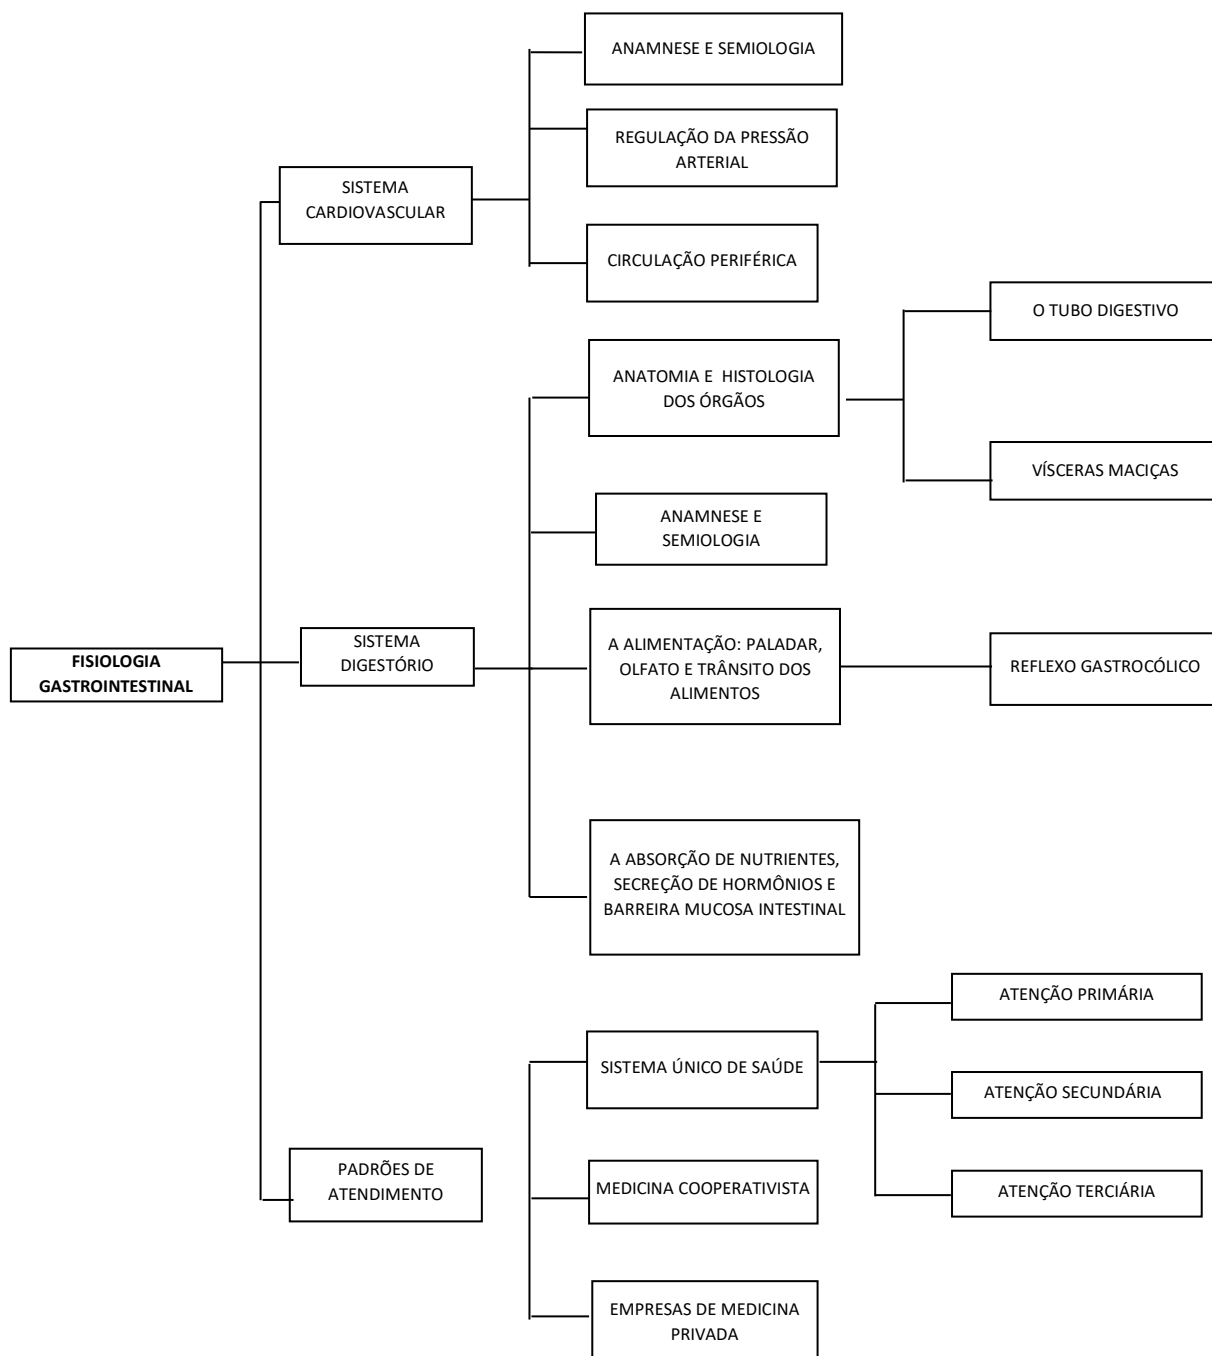 ANAMNESE E SEMIOLOGIA
REGULAÇÃO DA PRESSÃO
ARTERIAL
SISTEMA
CARDIOVASCULAR
CIRCULAÇÃO PERIFÉRICA
O TUBO DIGESTIVO
ANATOMIA E HISTOLOGIA
DOS ÓRGÃOS
VÍSCERAS MACIÇAS
ANAMNESE E
SEMIOLOGIA
FISIOLOGIA
GASTROINTESTINAL
SISTEMA
DIGESTÓRIO
A ALIMENTAÇÃO: PALADAR,
OLFATO E TRÂNSITO DOS
ALIMENTOS
REFLEXO GASTROCÓLICO
A ABSORÇÃO DE NUTRIENTES,
SECREÇÃO DE HORMÔNIOS E
BARREIRA MUCOSA INTESTINAL
ATENÇÃO PRIMÁRIA
SISTEMA ÚNICO DE SAÚDE
ATENÇÃO SECUNDÁRIA
PADRÕES DE
ATENDIMENTO
MEDICINA COOPERATIVISTA
ATENÇÃO TERCIÁRIA
EMPRESAS DE MEDICINA
PRIVADA